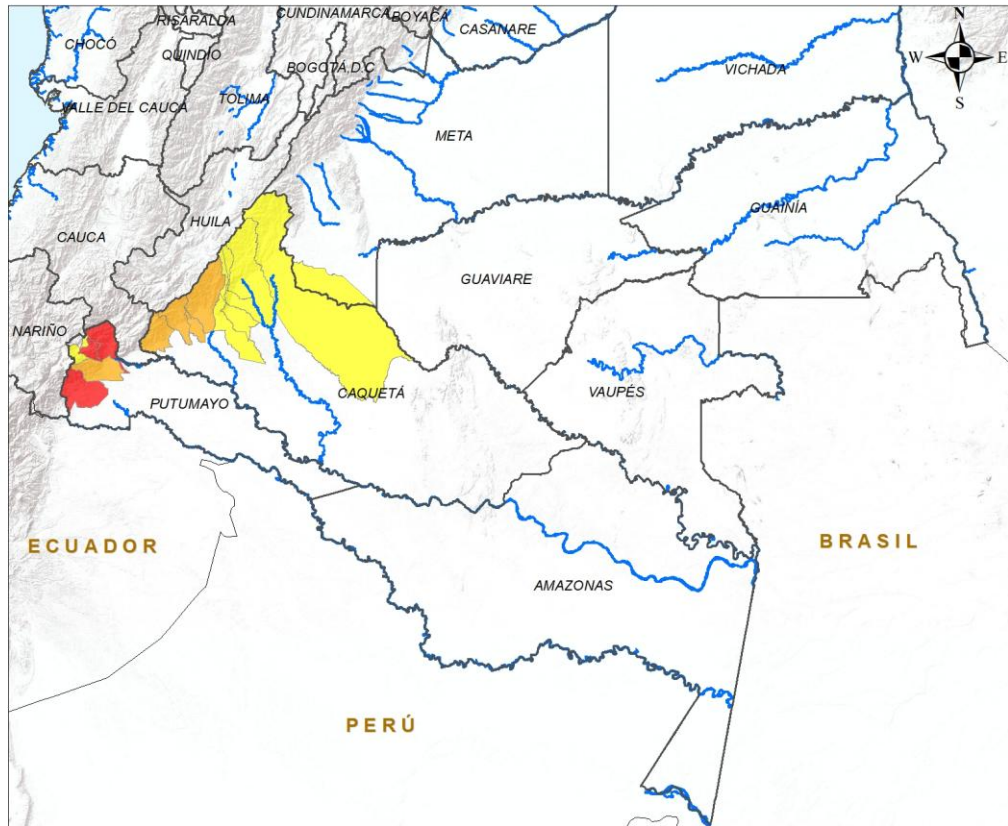 CUNDINAMARCA
BOYACÁ
RISARALDA
CASANARE
N
CHOCÓ
QUINDÍO
BOGOTÁ D.C
W
E
VICHADA
S
VALLE DEL CAUCA
TOLIMA
META
GUAINÍA
HUILA
CAUCA
GUAVIARE
NARIÑO
CAQUETÁ
VAUPÉS
PUTUMAYO
ECUADOR
BRASIL
AMAZONAS
PERÚ